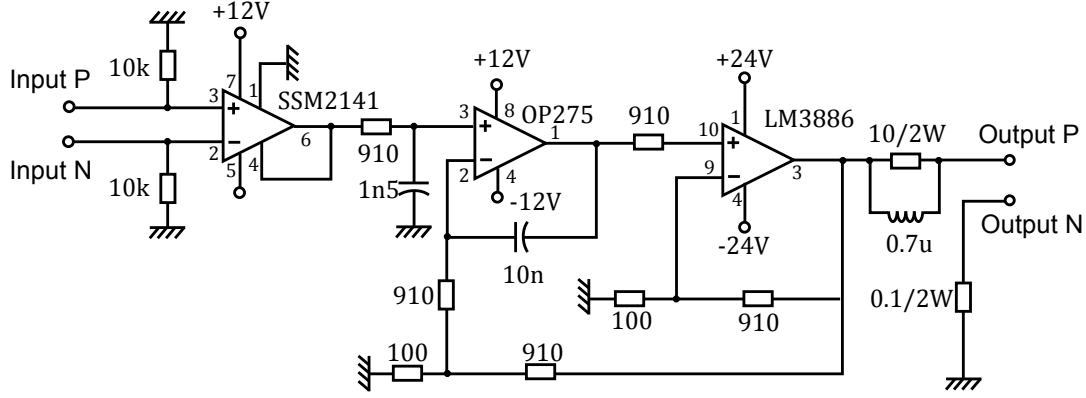 +12V
10k
Input P
3
7
1
SSM2141
6
Input N
2
5
4
10k
910
1n5
+12V
3
8
OP275
1
2
4
-12V
10n
910
910
+24V
1
LM3886
10
9
3
4
-24V
10/2W
Output P
Output N
0.7u
0.1/2W
100
910
100
910